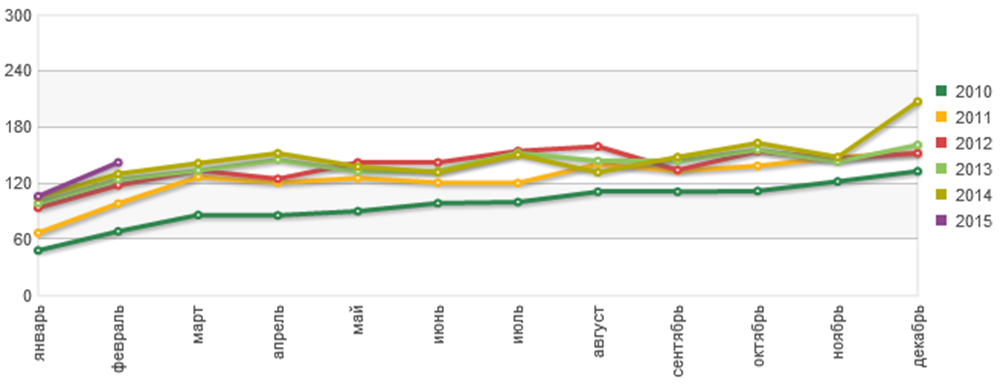 300
240
180
120
60
0
январь
февраль
март
апрель
май
июнь
июль
август
сентябрь
октябрь
ноябрь
декабрь
2010
2011
2012
2013
2014
2015